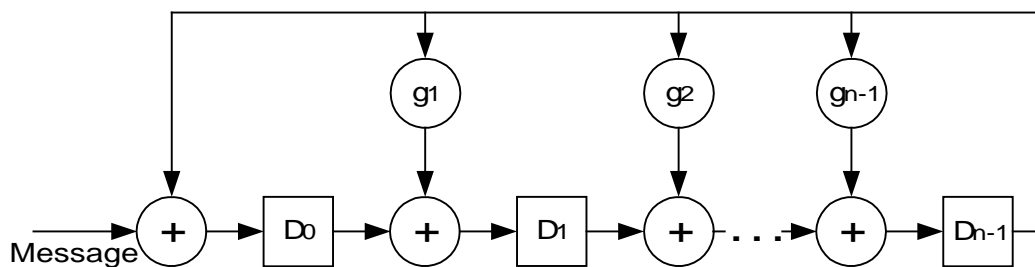 g1 g2 gn-1
+ D0 + D1 + ... + Dn-1
Message